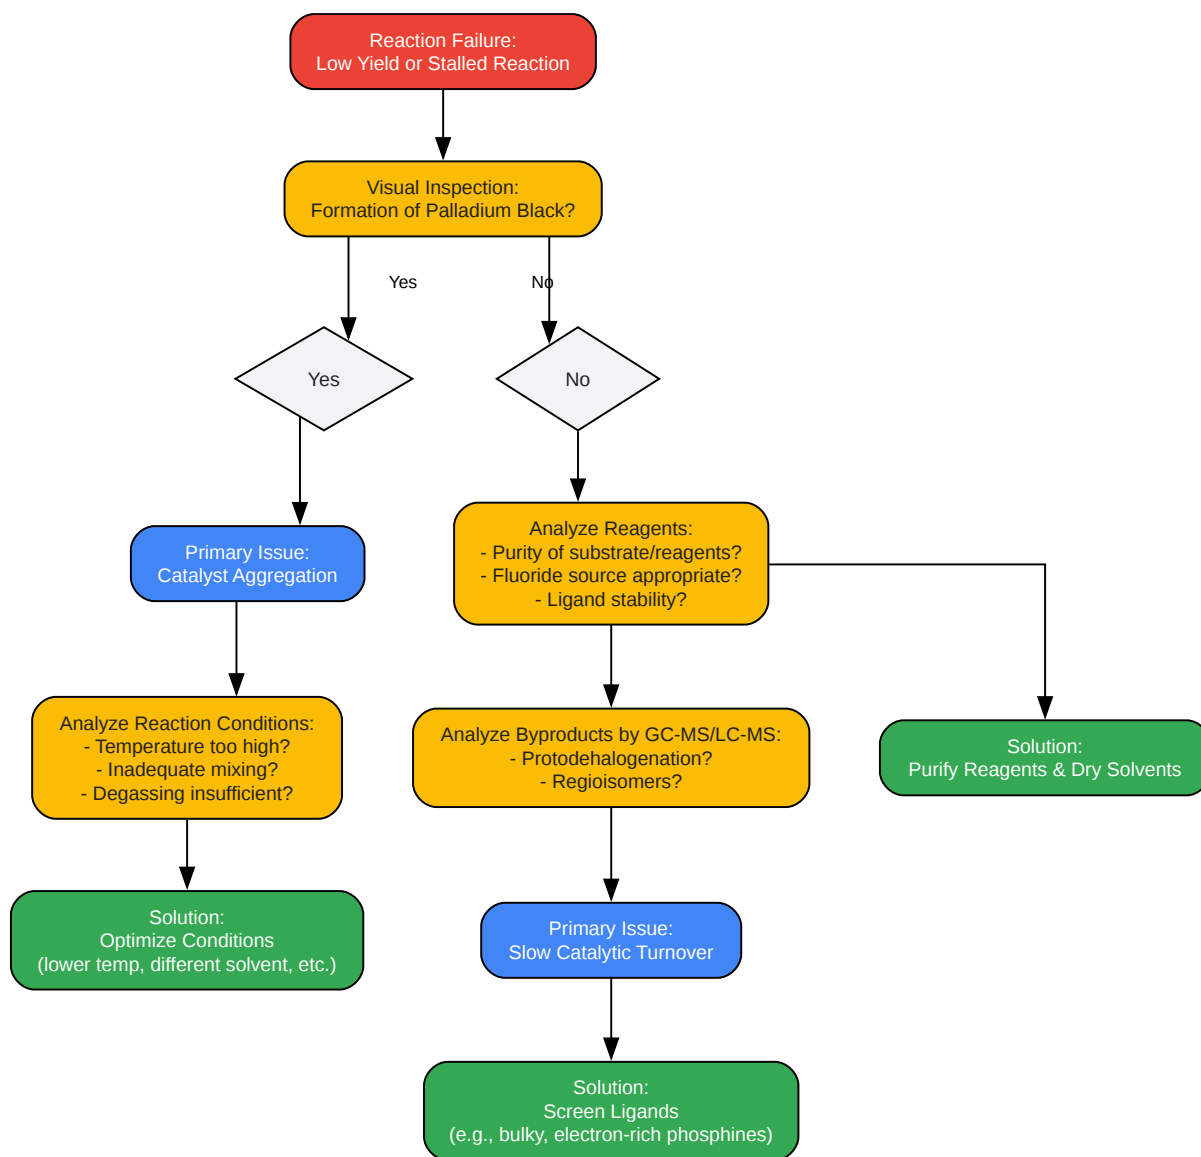 Reaction Failure:
Low Yield or Stalled Reaction
Visual Inspection:
Formation of Palladium Black?
Yes
No
Yes
No
Analyze Reagents:
- Purity of substrate/reagents?
- Fluoride source appropriate?
- Ligand stability?
Primary Issue:
Catalyst Aggregation
Analyze Reaction Conditions:
- Temperature too high?
- Inadequate mixing?
- Degassing insufficient?
Analyze Byproducts by GC-MS/LC-MS:
- Protodehalogenation?
- Regioisomers?
Solution:
Purify Reagents & Dry Solvents
Solution:
Optimize Conditions
(lower temp, different solvent, etc.)
Primary Issue:
Slow Catalytic Turnover
Solution:
Screen Ligands
(e.g., bulky, electron-rich phosphines)